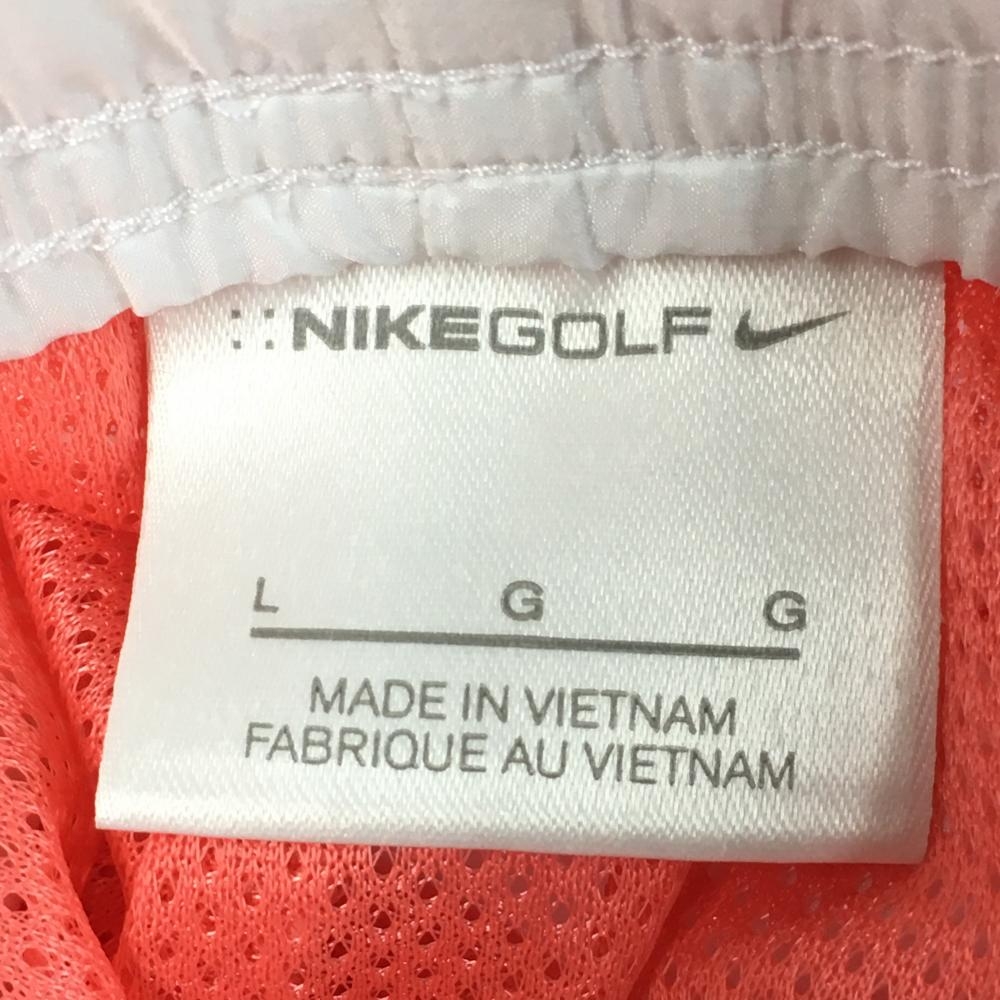 NIKEGOLF
L G G
MADE IN VIETNAM
FABRIQUE AU VIETNAM